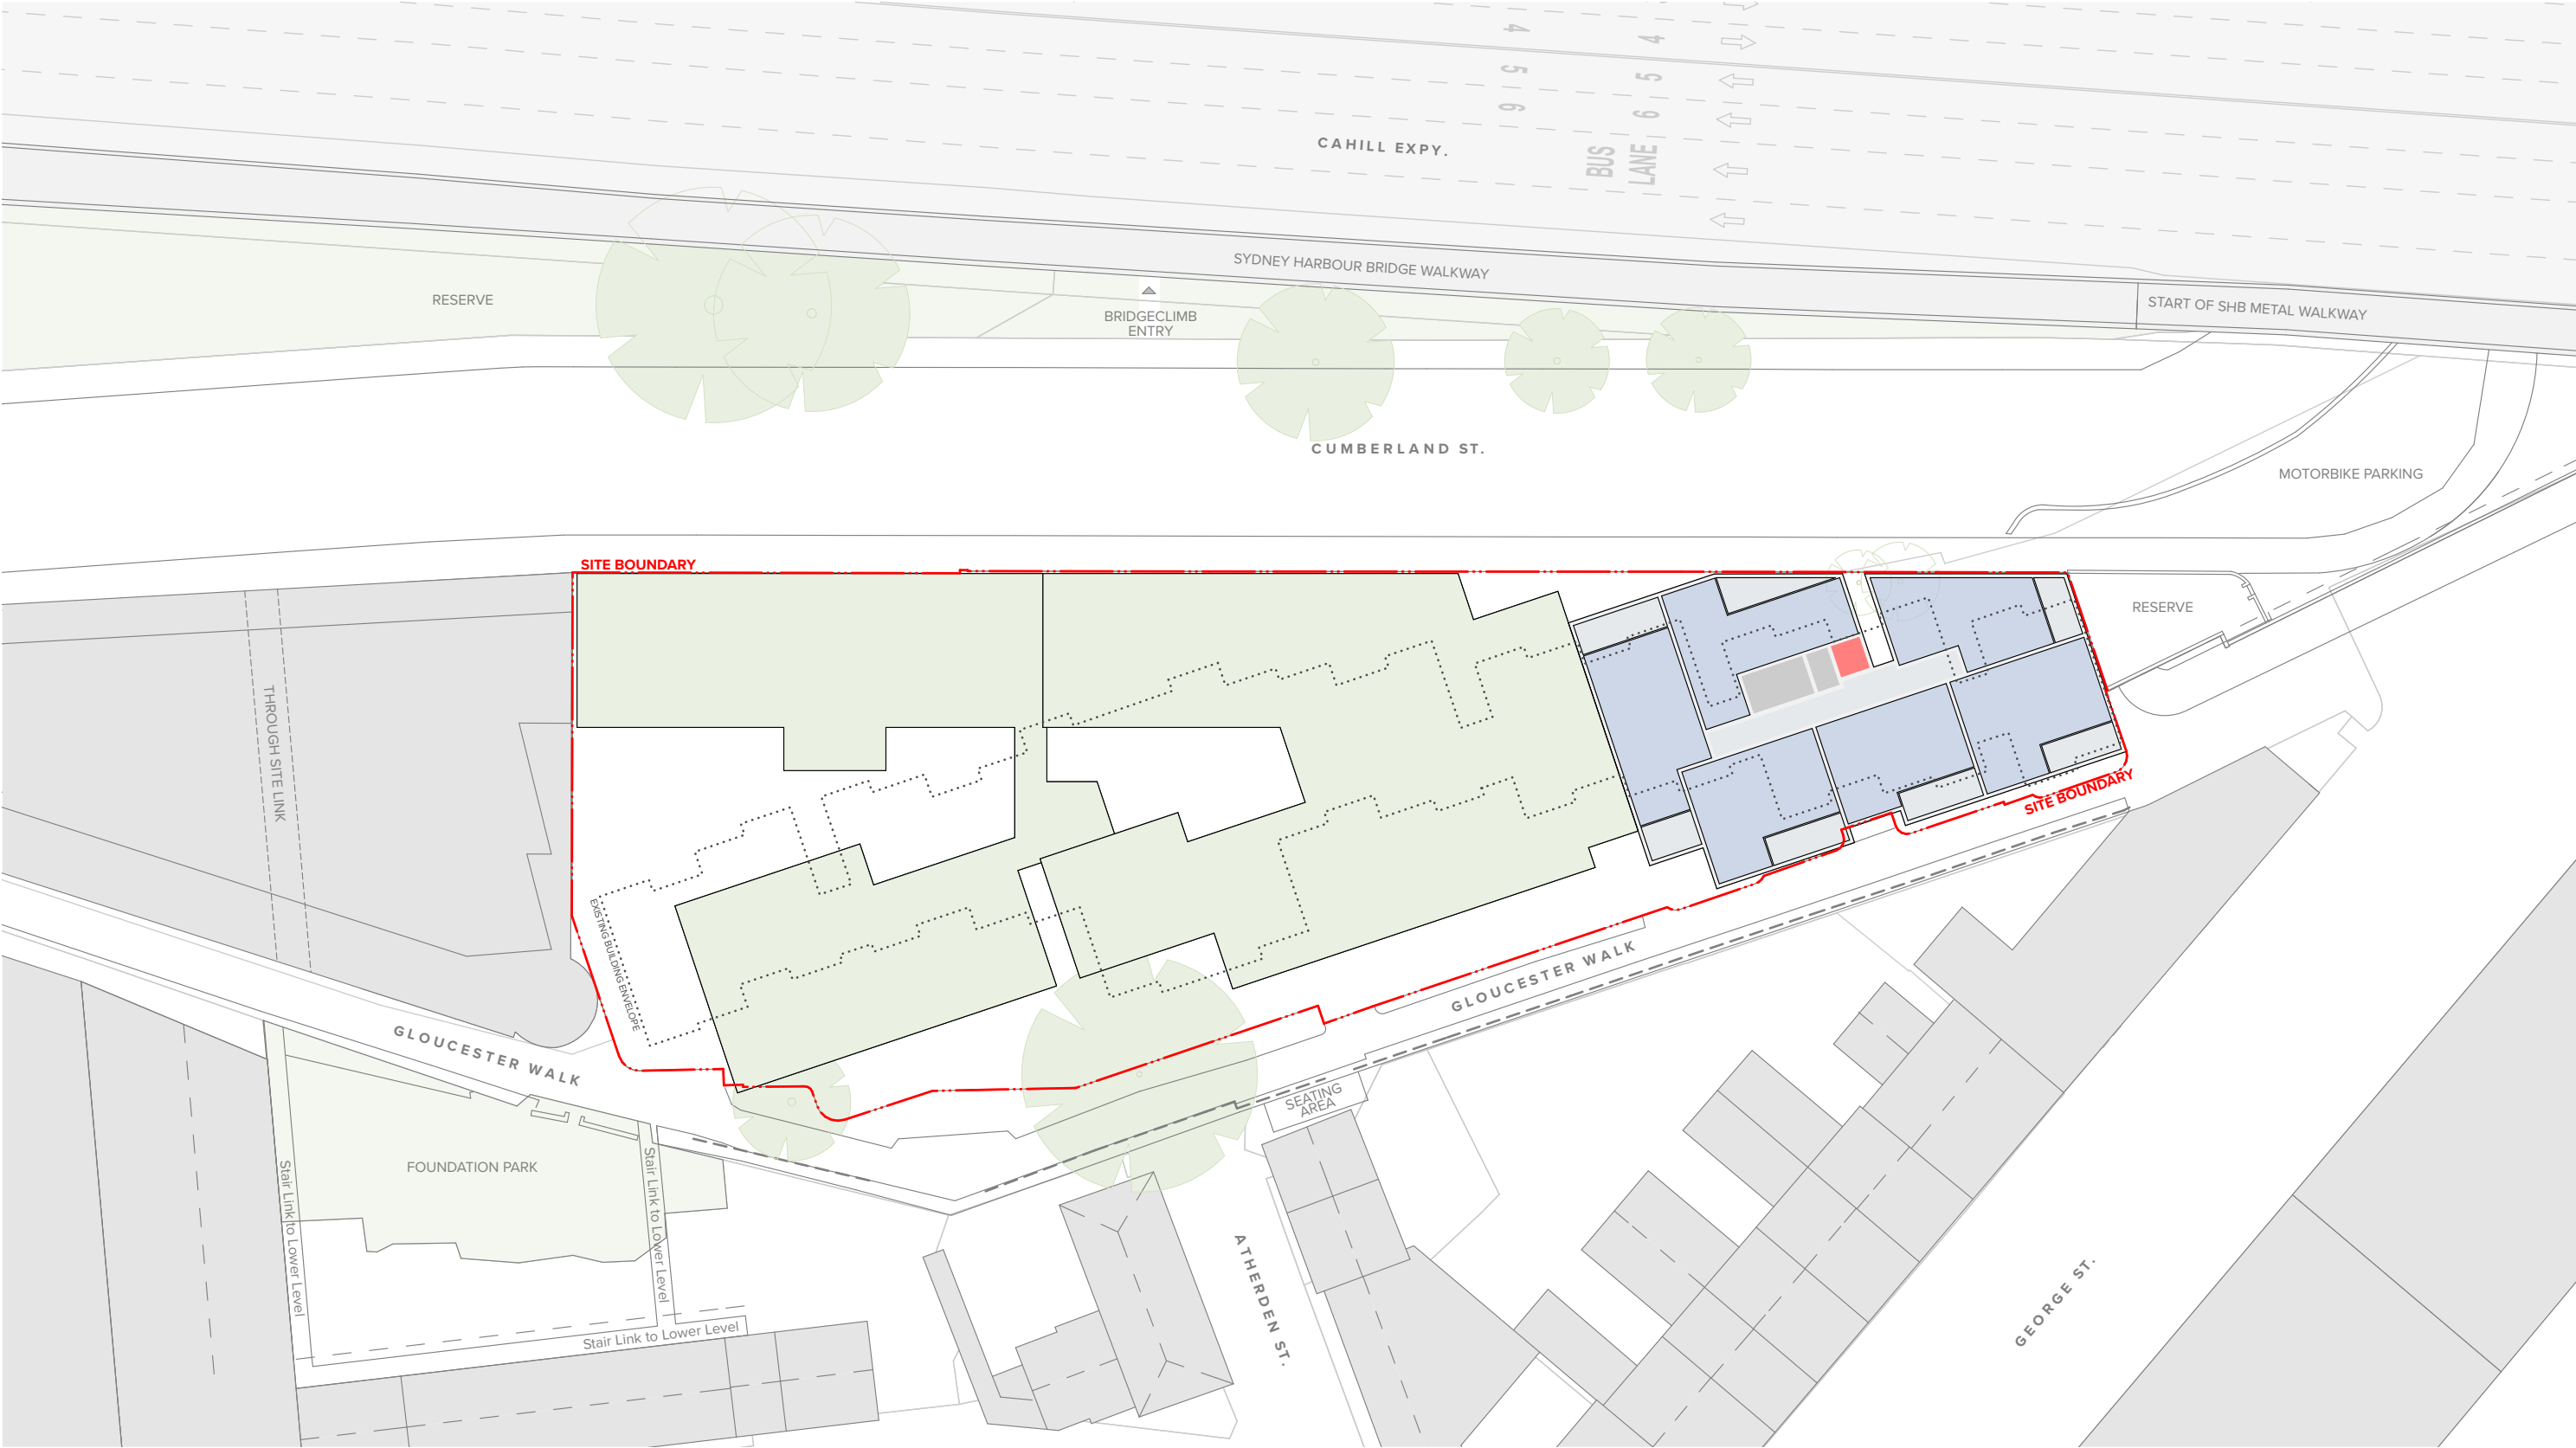 4
4
5
5
6
6
BUS
LANE
CAHILL EXPY.
SYDNEY HARBOUR BRIDGE WALKWAY
RESERVE
START OF SHB METAL WALKWAY
BRIDGECLIMB
ENTRY
CUMBERLAND ST.
MOTORBIKE PARKING
SITE BOUNDARY
RESERVE
THROUGH SITE LINK
SITE BOUNDARY
EXISTING BUILDING ENVELOPE
GLOUCESTER WALK
GLOUCESTER WALK
SEATING
AREA
FOUNDATION PARK
Stair Link to Lower Level
Stair Link to Lower Level
Stair Link to Lower Level
ATHERDEN ST.
GEORGE ST.